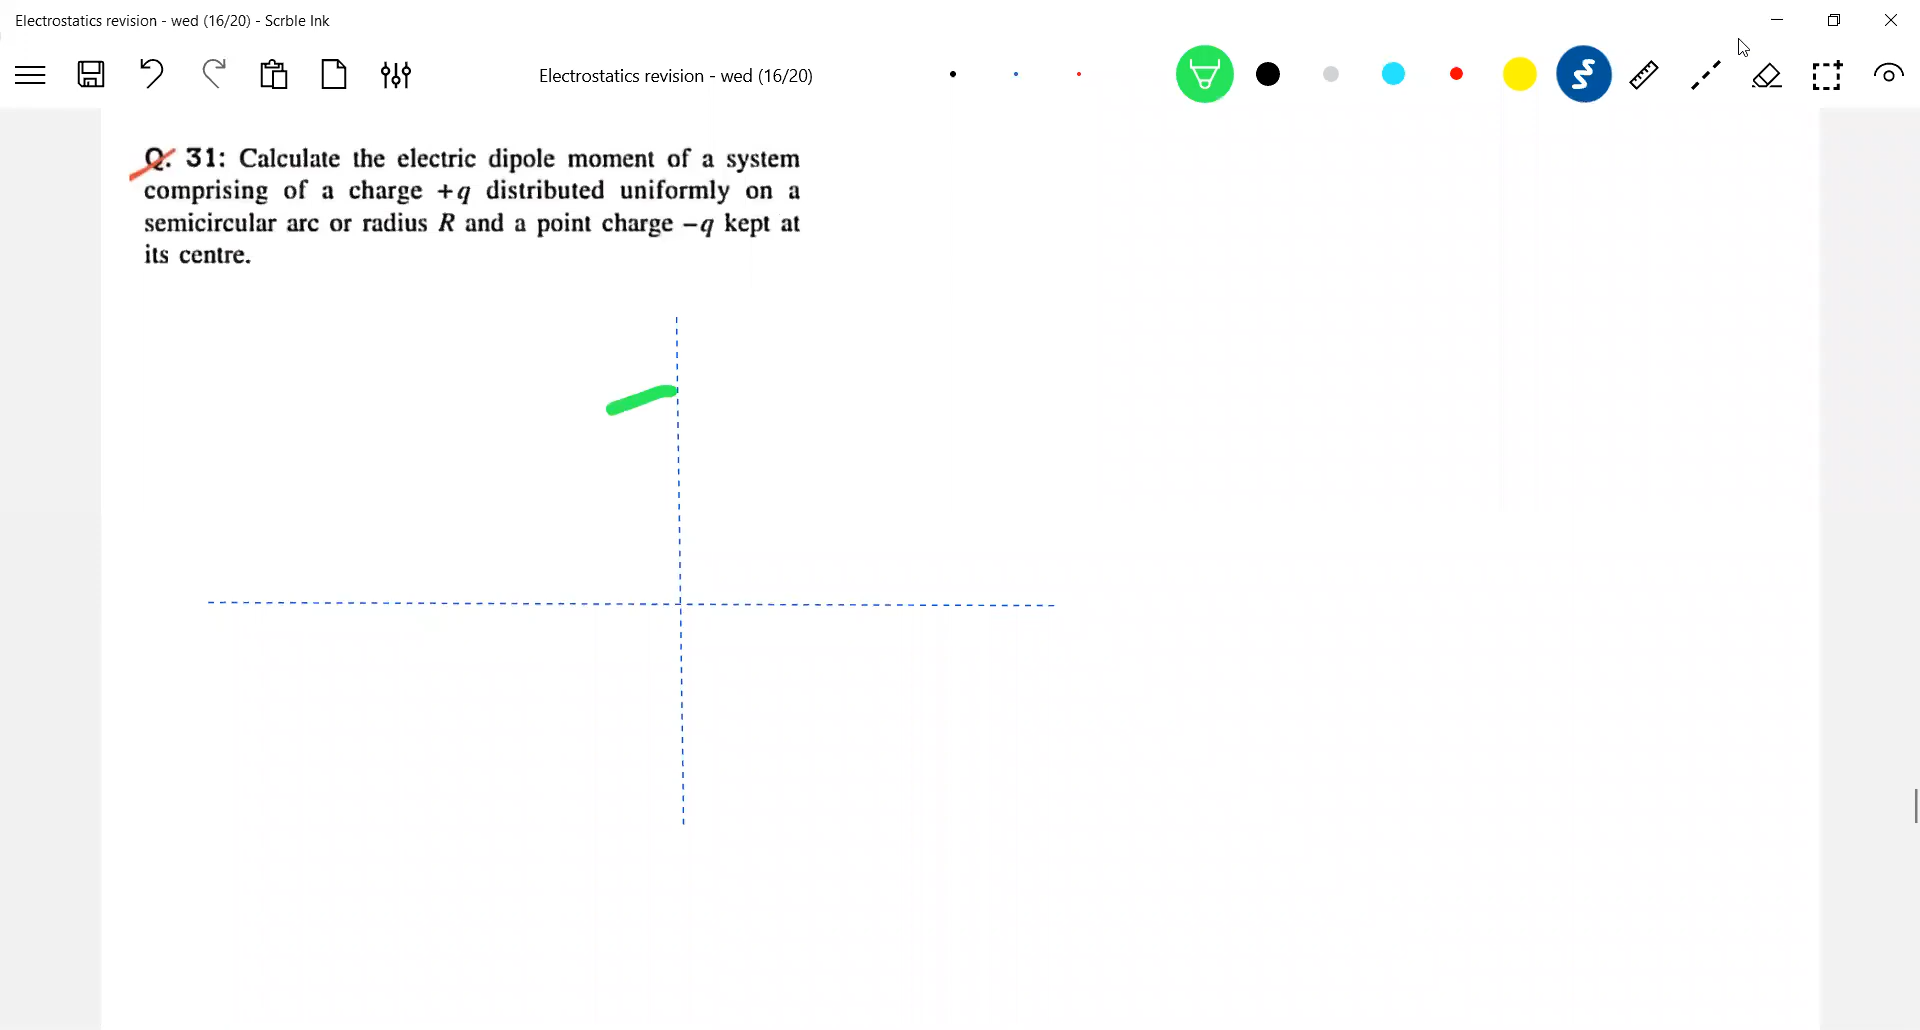 Electrostatics revision - wed (16/20) - Scrble Ink
Electrostatics revision - wed (16/20)
Q. 31: Calculate the electric dipole moment of a system
comprising of a charge +q distributed uniformly on a
semicircular arc or radius R and a point charge −q kept at
its centre.